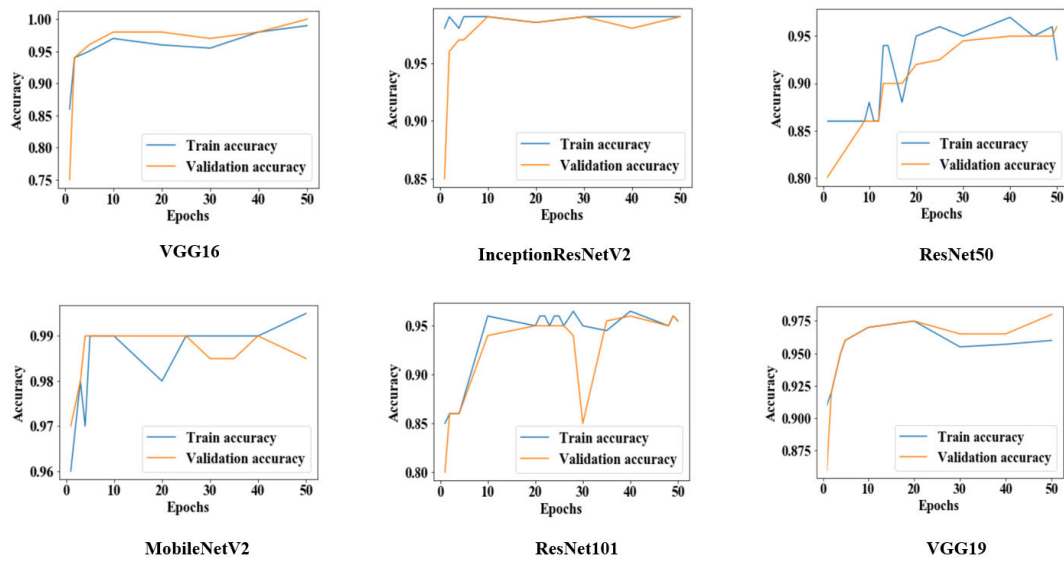 1.00
0.95
0.90
0.85
0.80
0.75
Accuracy
Train accuracy
Validation accuracy
0 10 20 30 40 50
Epochs
VGG16
0.95
0.90
0.85
Accuracy
Train accuracy
Validation accuracy
0 10 20 30 40 50
Epochs
InceptionResNetV2
0.95
0.90
0.85
0.80
Accuracy
Train accuracy
Validation accuracy
0 10 20 30 40 50
Epochs
ResNet50
0.99
0.98
0.97
0.96
Accuracy
Train accuracy
Validation accuracy
0 10 20 30 40 50
Epochs
MobileNetV2
0.95
0.90
0.85
0.80
Accuracy
Train accuracy
Validation accuracy
0 10 20 30 40 50
Epochs
ResNet101
0.975
0.950
0.925
0.900
0.875
Accuracy
Train accuracy
Validation accuracy
0 10 20 30 40 50
Epochs
VGG19